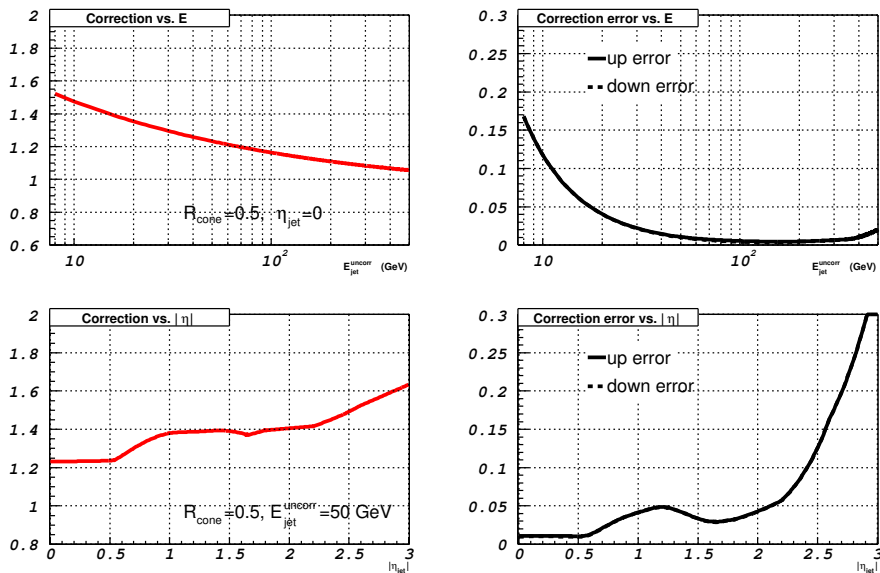 Correction vs. E
2
1.8
1.6
1.4
1.2
1
0.8
0.6
R_cone=0.5, η_jet=0
10
10²
E_jet^uncorr (GeV)
Correction error vs. E
0.3
0.25
0.2
0.15
0.1
0.05
0
up error
down error
10
10²
E_jet^uncorr (GeV)
Correction vs. |η|
2
1.8
1.6
1.4
1.2
1
0.8
R_cone=0.5, E_jet^uncorr=50 GeV
0 0.5 1 1.5 2 2.5 3
|η_jet|
Correction error vs. |η|
0.3
0.25
0.2
0.15
0.1
0.05
0
up error
down error
0 0.5 1 1.5 2 2.5 3
|η_jet|